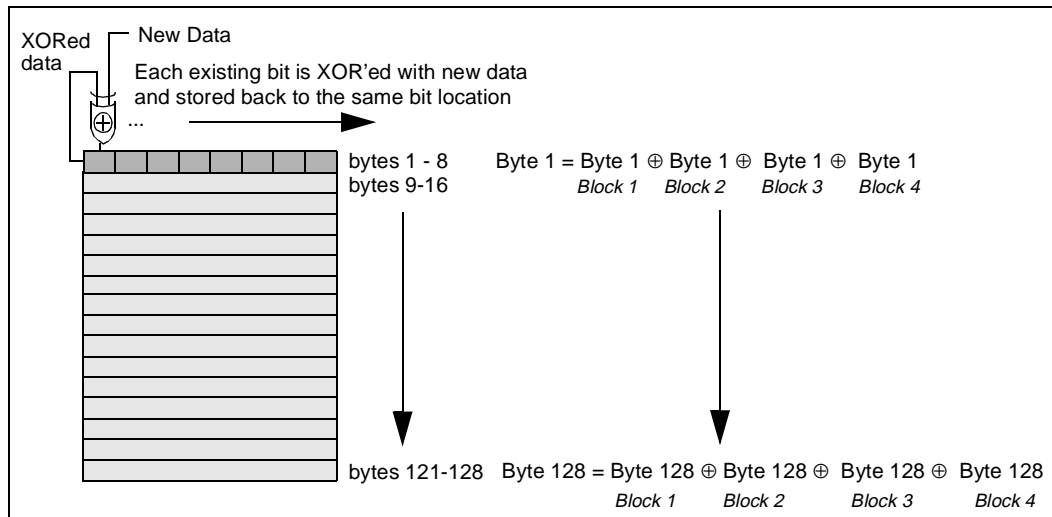 XORed
data
New Data
Each existing bit is XOR'ed with new data
and stored back to the same bit location
...
bytes 1 - 8
bytes 9-16
Byte 1 = Byte 1 ⊕ Byte 1 ⊕ Byte 1 ⊕ Byte 1
Block 1 Block 2 Block 3 Block 4
bytes 121-128
Byte 128 = Byte 128 ⊕ Byte 128 ⊕ Byte 128 ⊕ Byte 128
Block 1 Block 2 Block 3 Block 4